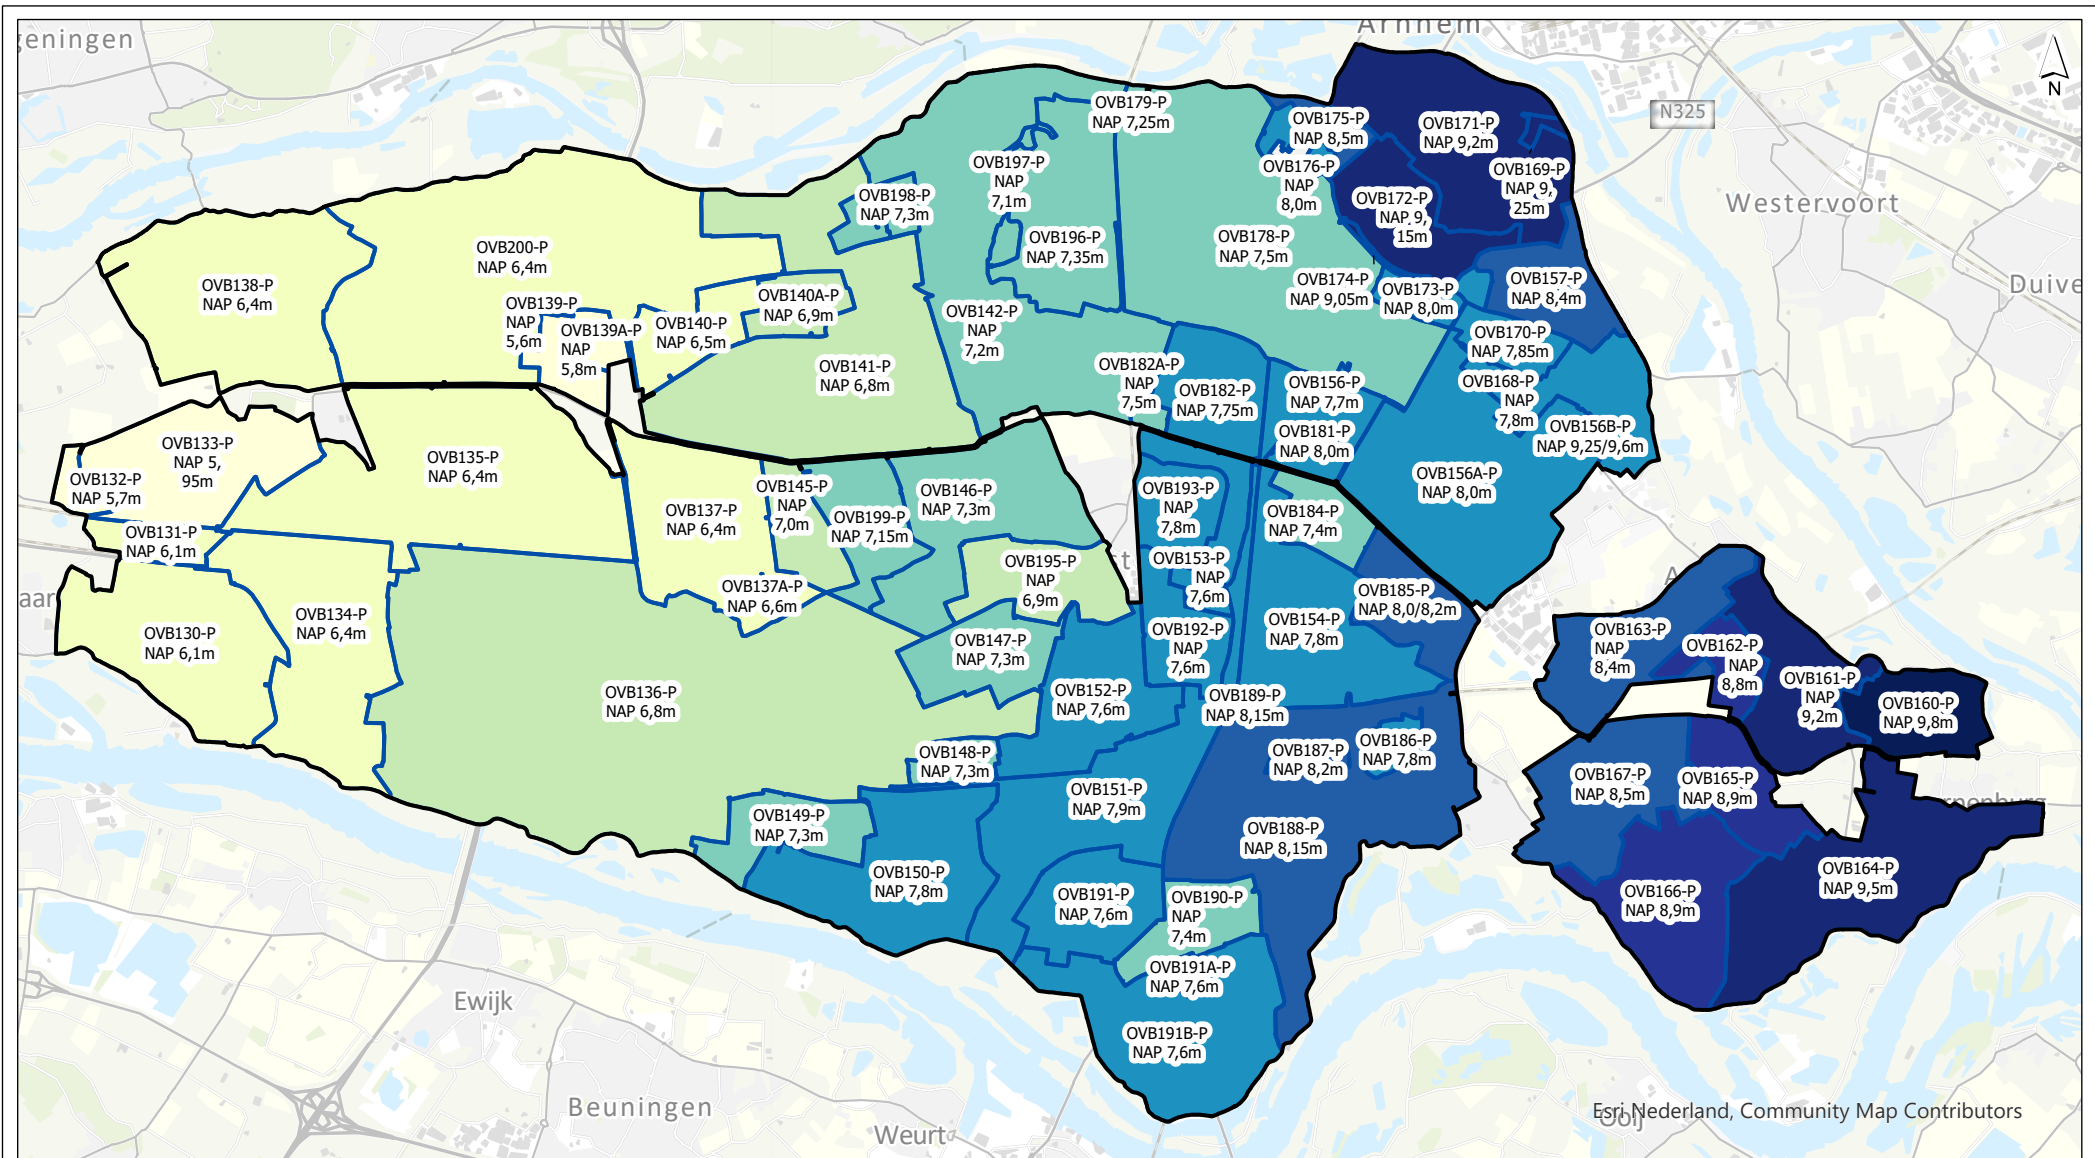 Arnhem
geningen
N
N325
OVB179-P
NAP 7,25m
OVB175-P
NAP 8,5m
OVB171-P
NAP 9,2m
OVB197-P
NAP
7,1m
OVB176-P
NAP
8,0m
OVB169-P
NAP 9,
25m
OVB198-P
NAP 7,3m
OVB172-P
NAP 9,
15m
Westervoort
OVB200-P
NAP 6,4m
OVB196-P
NAP 7,35m
OVB178-P
NAP 7,5m
OVB138-P
NAP 6,4m
OVB174-P
NAP 9,05m
OVB173-P
NAP 8,0m
OVB157-P
NAP 8,4m
Duive
OVB139-P
NAP
5,6m
OVB139A-P
NAP
5,8m
OVB140-P
NAP 6,5m
OVB140A-P
NAP 6,9m
OVB142-P
NAP
7,2m
OVB170-P
NAP 7,85m
OVB141-P
NAP 6,8m
OVB182A-P
NAP
7,5m
OVB182-P
NAP 7,75m
OVB156-P
NAP 7,7m
OVB168-P
NAP
7,8m
OVB181-P
NAP 8,0m
OVB156B-P
NAP 9,25/9,6m
OVB133-P
NAP 5,
95m
OVB132-P
NAP 5,7m
OVB135-P
NAP 6,4m
OVB156A-P
NAP 8,0m
OVB145-P
NAP
7,0m
OVB146-P
NAP 7,3m
OVB193-P
NAP
7,8m
OVB137-P
NAP 6,4m
OVB199-P
NAP 7,15m
OVB184-P
NAP 7,4m
OVB131-P
NAP 6,1m
OVB195-P
NAP
6,9m
st
OVB153-P
NAP
7,6m
A
aar
OVB137A-P
NAP 6,6m
OVB185-P
NAP 8,0/8,2m
OVB130-P
NAP 6,1m
OVB134-P
NAP 6,4m
OVB147-P
NAP 7,3m
OVB192-P
NAP
7,6m
OVB154-P
NAP 7,8m
OVB163-P
NAP
8,4m
OVB162-P
NAP
8,8m
OVB161-P
NAP
9,2m
OVB160-P
NAP 9,8m
OVB136-P
NAP 6,8m
OVB152-P
NAP 7,6m
OVB189-P
NAP 8,15m
OVB148-P
NAP 7,3m
OVB187-P
NAP 8,2m
OVB186-P
NAP 7,8m
OVB167-P
NAP 8,5m
OVB165-P
NAP 8,9m
OVB151-P
NAP 7,9m
OVB149-P
NAP 7,3m
OVB188-P
NAP 8,15m
OVB150-P
NAP 7,8m
OVB191-P
NAP 7,6m
OVB190-P
NAP
7,4m
OVB166-P
NAP 8,9m
OVB164-P
NAP 9,5m
OVB191A-P
NAP 7,6m
Ewijk
OVB191B-P
NAP 7,6m
Beuningen
Weurt
Esri Nederland, Community Map Contributors
Ooij